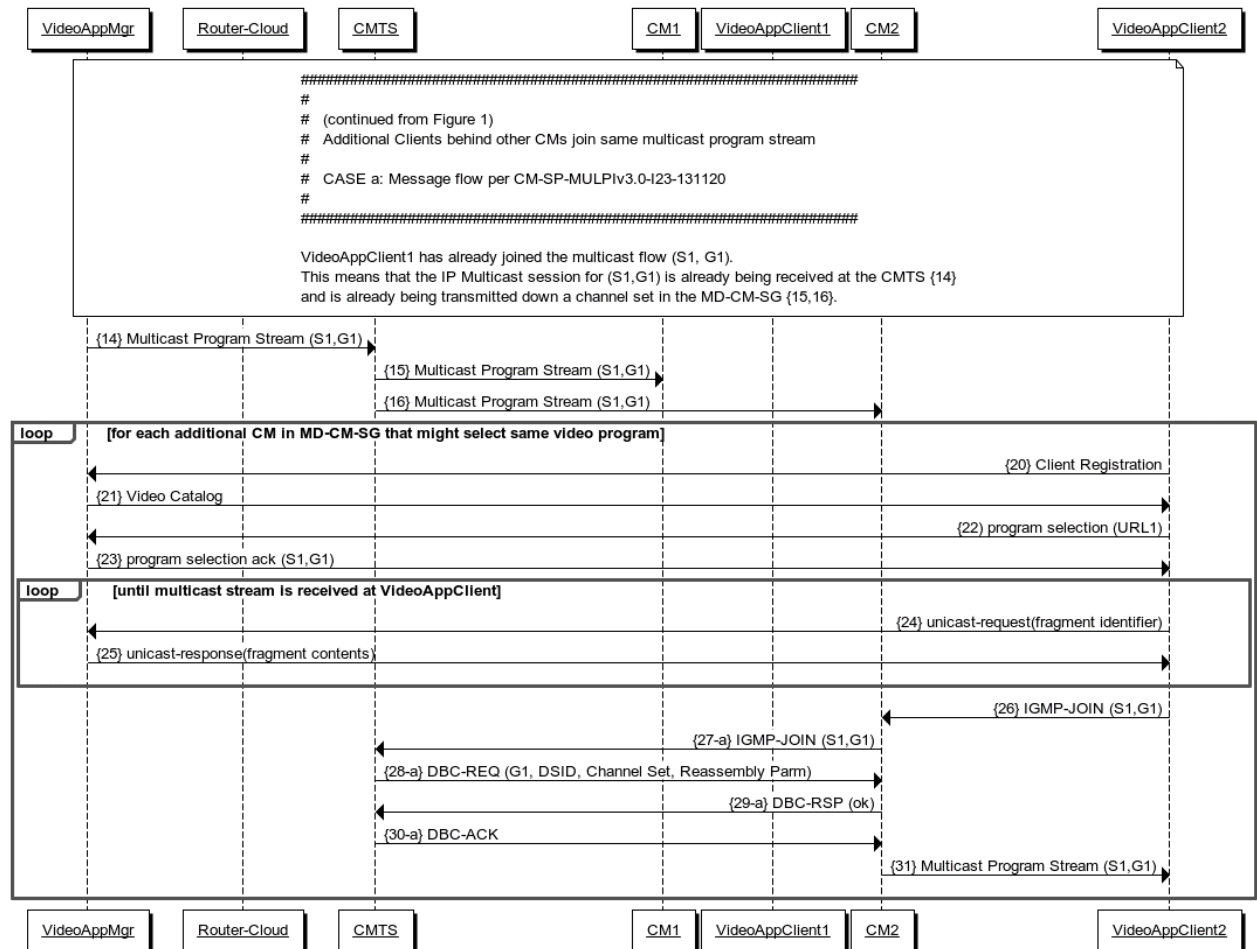 VideoAppMgr Router-Cloud CMTS CM1 VideoAppClient1 CM2 VideoAppClient2
#####################################################################
#
# (continued from Figure 1)
# Additional Clients behind other CMs join same multicast program stream
#
# CASE a: Message flow per CM-SP-MULPIv3.0-I23-131120
#
#####################################################################
VideoAppClient1 has already joined the multicast flow (S1, G1).
This means that the IP Multicast session for (S1,G1) is already being received at the CMTS {14}
and is already being transmitted down a channel set in the MD-CM-SG {15,16}.
{14} Multicast Program Stream (S1,G1)
{15} Multicast Program Stream (S1,G1)
{16} Multicast Program Stream (S1,G1)
loop [for each additional CM in MD-CM-SG that might select same video program]
{20} Client Registration
{21} Video Catalog
{22) program selection (URL1)
{23} program selection ack (S1,G1)
loop [until multicast stream is received at VideoAppClient]
{24} unicast-request(fragment identifier)
{25} unicast-response(fragment contents)
{26} IGMP-JOIN (S1,G1)
{27-a} IGMP-JOIN (S1,G1)
{28-a} DBC-REQ (G1, DSID, Channel Set, Reassembly Parm)
{29-a} DBC-RSP (ok)
{30-a} DBC-ACK
{31} Multicast Program Stream (S1,G1)
VideoAppMgr Router-Cloud CMTS CM1 VideoAppClient1 CM2 VideoAppClient2